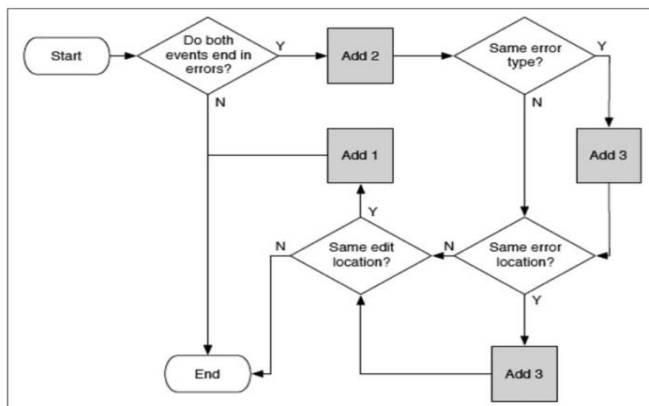 Start
Do both
events end in
errors?
Y
Add 2
Same error
type?
Y
N
N
Add 3
Add 1
Y
Same edit
location?
N
N
Same error
location?
Y
Add 3
End